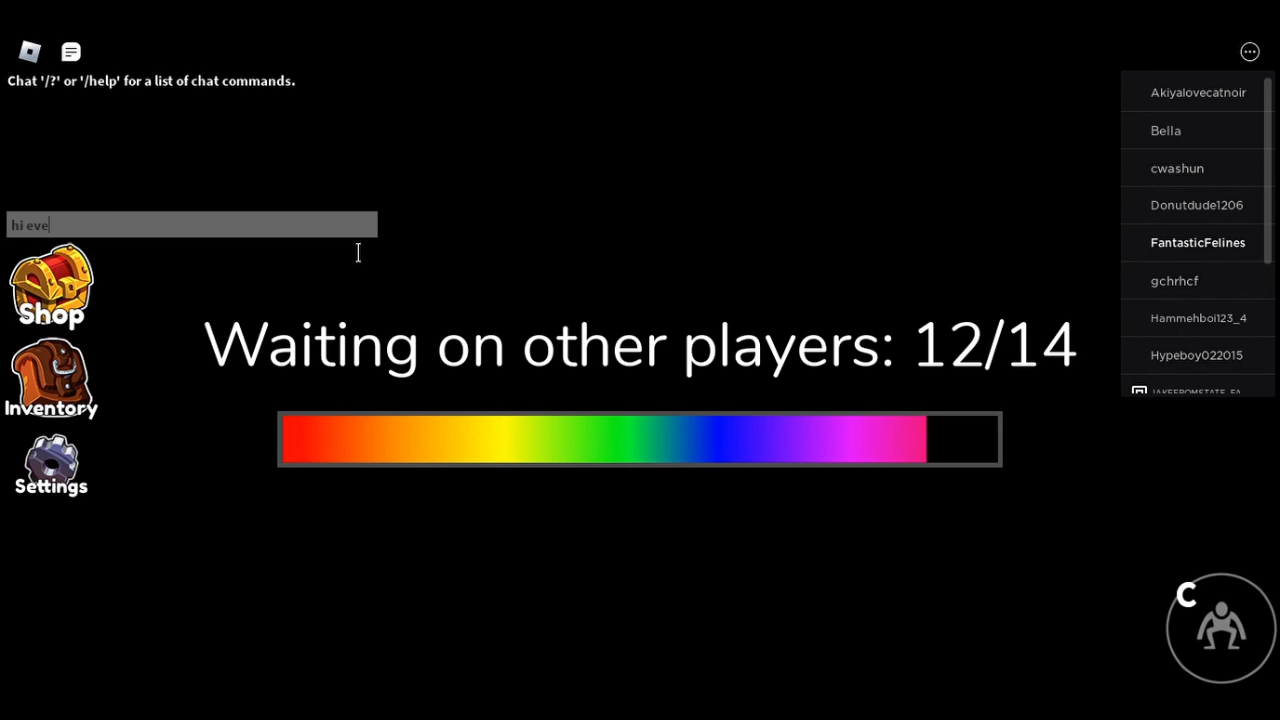 Chat '/?' or '/help' for a list of chat commands.
hi eve
Shop
Inventory
Settings
Waiting on other players: 12/14
Akiyalovecatnoir
Bella
cwashun
Donutdude1206
FantasticFelines
gchrhcf
Hammehboi123_4
Hypeboy022015
C